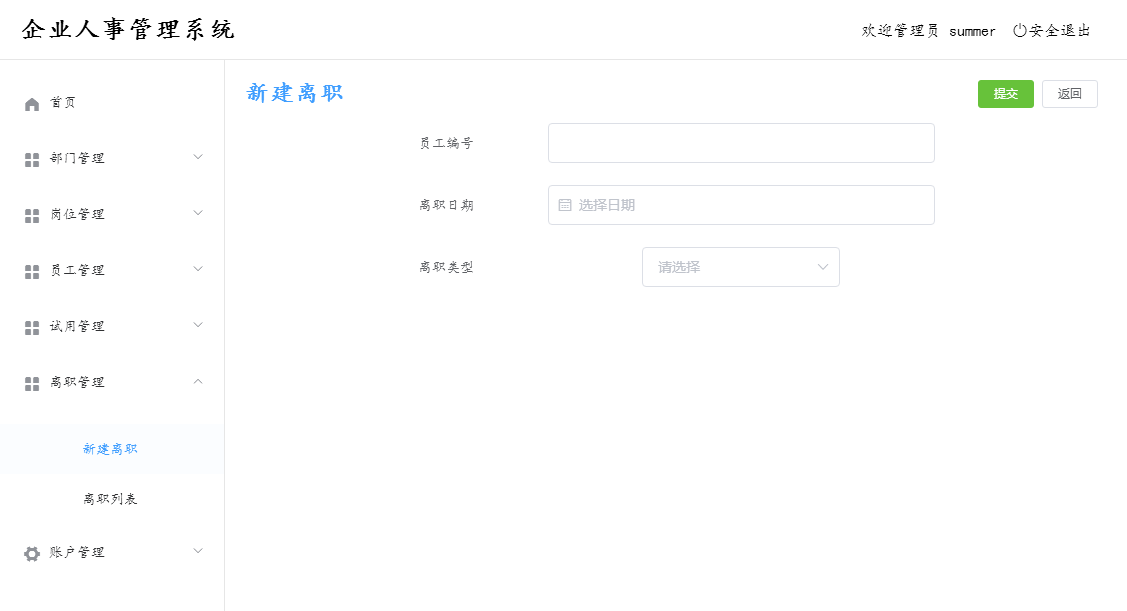 企业人事管理系统
欢迎管理员 summer 安全退出
首页
部门管理
岗位管理
员工管理
试用管理
离职管理
新建离职
离职列表
账户管理
新建离职
提交 返回
员工编号
离职日期 选择日期
离职类型 请选择